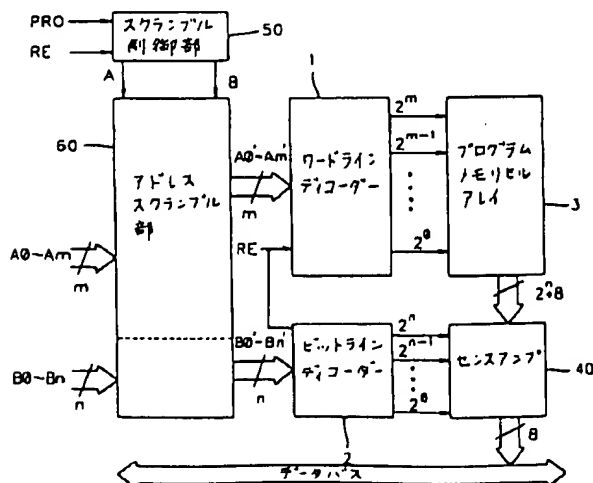 PRO
RE
スクランブル
制御部
50
A
B
60
アドレス
スクランブル
部
A0-Am
m
B0-Bn
n
A0'-Am'
m
RE
B0'-Bn'
n
1
ワードライン
ディコーダー
2^m
2^m-1
2^0
プログラム
メモリセル
アレイ
3
2^n·8
ビットライン
ディコーダー
2
2^n
2^n-1
2^0
センスアンプ
40
8
データバス